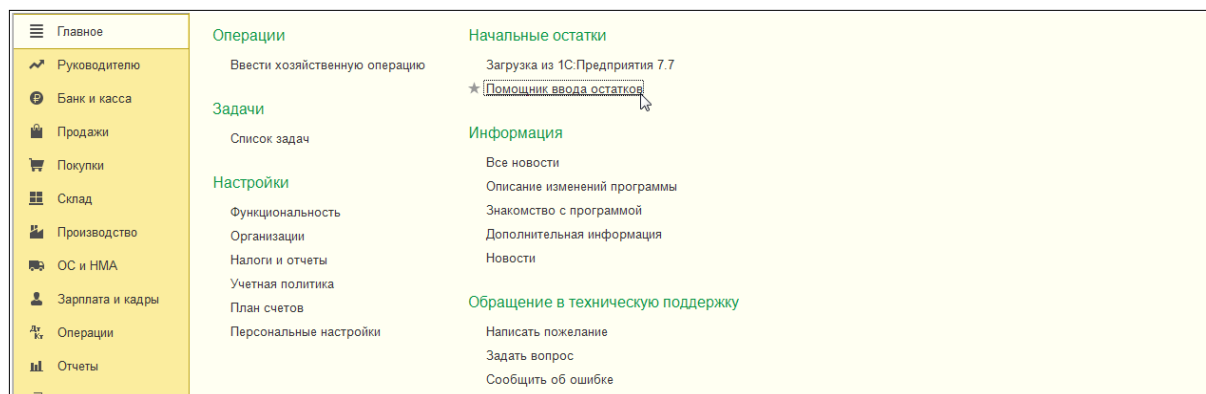 Главное
Руководителю
Банк и касса
Продажи
Покупки
Склад
Производство
ОС и НМА
Зарплата и кадры
Дт Кт Операции
Отчеты
Операции
Ввести хозяйственную операцию
Задачи
Список задач
Настройки
Функциональность
Организации
Налоги и отчеты
Учетная политика
План счетов
Персональные настройки
Начальные остатки
Загрузка из 1С:Предприятия 7.7
Помощник ввода остатков
Информация
Все новости
Описание изменений программы
Знакомство с программой
Дополнительная информация
Новости
Обращение в техническую поддержку
Написать пожелание
Задать вопрос
Сообщить об ошибке